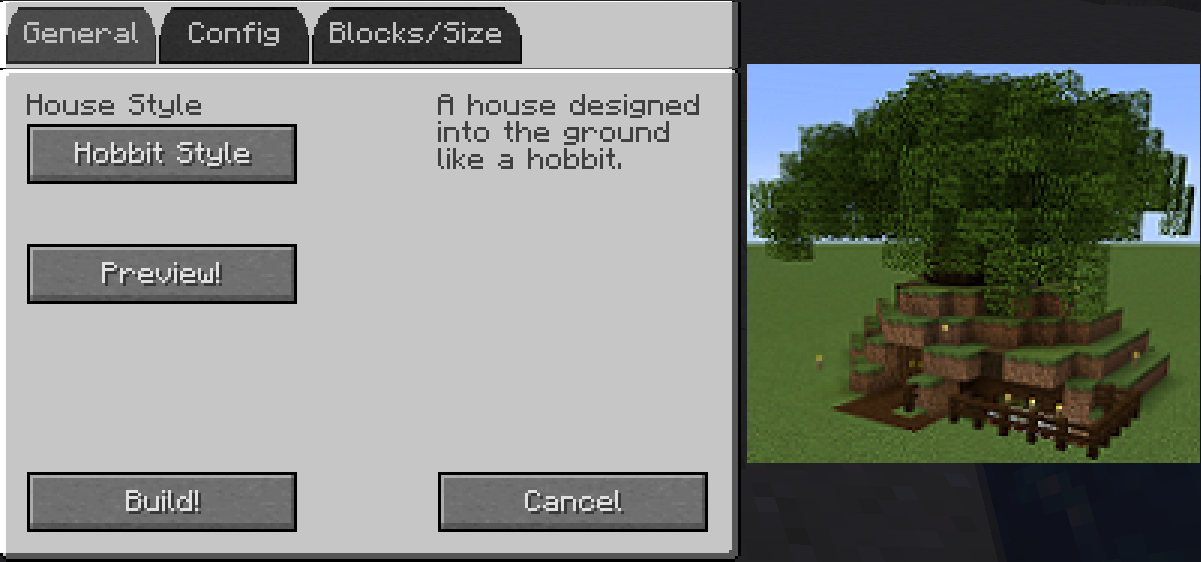 General Config Blocks/Size
House Style
Hobbit Style
A house designed
into the ground
like a hobbit.
Preview!
Build!
Cancel